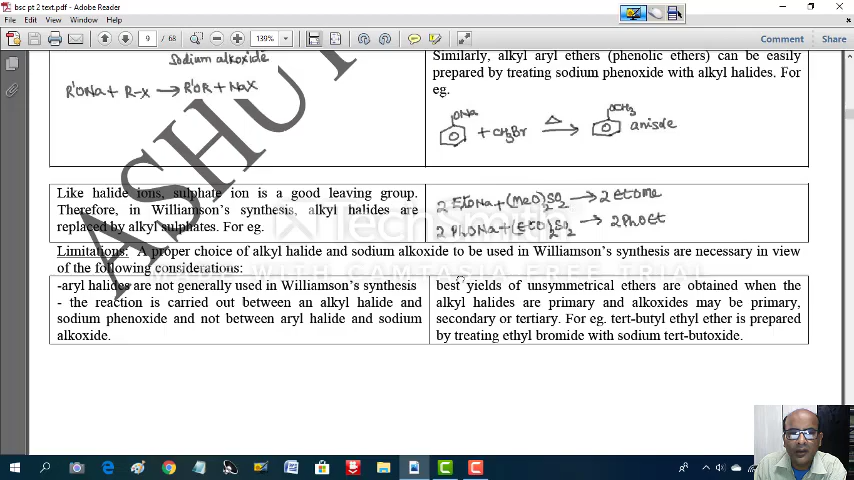 bsc pt 2 text.pdf - Adobe Reader
File Edit View Window Help
9 / 68 139% Comment Share
Sodium alkoxide
R'ONa + R-X → R'OR + NaX
Similarly, alkyl aryl ethers (phenolic ethers) can be easily
prepared by treating sodium phenoxide with alkyl halides. For
eg.
ONa + CH3Br Δ → OCH3 anisole
ASHUT
Like halide ions, sulphate ion is a good leaving group.
Therefore, in Williamson's synthesis, alkyl halides are
replaced by alkyl sulphates. For eg.
2 EtONa + (MeO)2SO2 → 2 EtOMe
2 PhONa + (EtO)2SO2 → 2 PhOEt
TechSmith
MADE WITH CAMTASIA FREE TRIAL
Limitations: A proper choice of alkyl halide and sodium alkoxide to be used in Williamson's synthesis are necessary in view
of the following considerations:
-aryl halides are not generally used in Williamson's synthesis
- the reaction is carried out between an alkyl halide and
sodium phenoxide and not between aryl halide and sodium
alkoxide.
best yields of unsymmetrical ethers are obtained when the
alkyl halides are primary and alkoxides may be primary,
secondary or tertiary. For eg. tert-butyl ethyl ether is prepared
by treating ethyl bromide with sodium tert-butoxide.